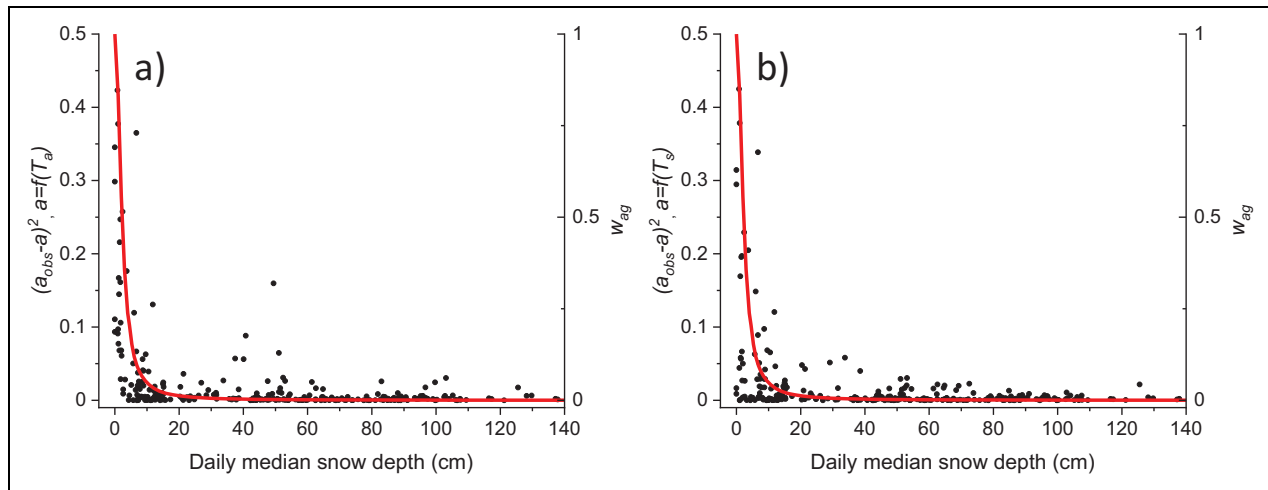 a)
0.5
0.4
0.3
0.2
0.1
0
1
0.5
0
0 20 40 60 80 100 120 140
(a_obs-a)^2, a=f(T_a)
w_ag
Daily median snow depth (cm)
b)
0.5
0.4
0.3
0.2
0.1
0
1
0.5
0
0 20 40 60 80 100 120 140
(a_obs-a)^2, a=f(T_s)
w_ag
Daily median snow depth (cm)